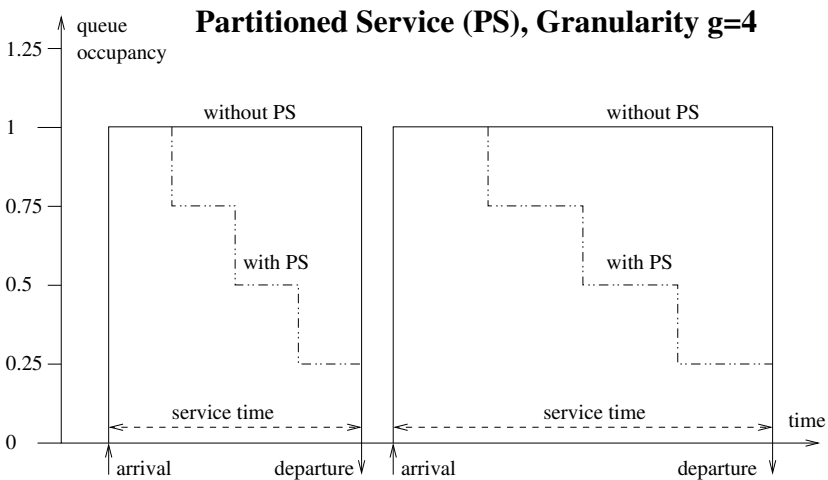 Partitioned Service (PS), Granularity g=4
queue
occupancy
1.25
without PS
without PS
1
0.75
with PS
with PS
0.5
0.25
service time
service time
time
0
arrival
departure
arrival
departure